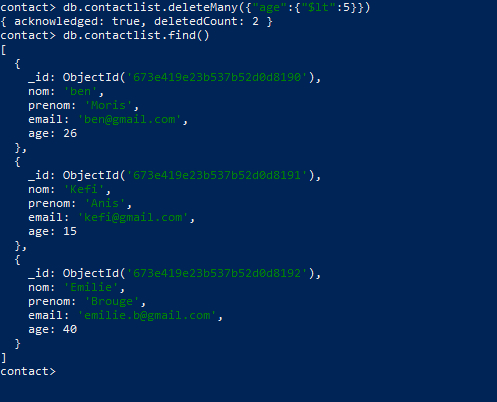 contact> db.contactlist.deleteMany({"age":{"$lt":5}})
{ acknowledged: true, deletedCount: 2 }
contact> db.contactlist.find()
[
  {
    _id: ObjectId('673e419e23b537b52d0d8190'),
    nom: 'ben',
    prenom: 'Moris',
    email: 'ben@gmail.com',
    age: 26
  },
  {
    _id: ObjectId('673e419e23b537b52d0d8191'),
    nom: 'Kefi',
    prenom: 'Anis',
    email: 'kefi@gmail.com',
    age: 15
  },
  {
    _id: ObjectId('673e419e23b537b52d0d8192'),
    nom: 'Emilie',
    prenom: 'Brouge',
    email: 'emilie.b@gmail.com',
    age: 40
  }
]
contact>